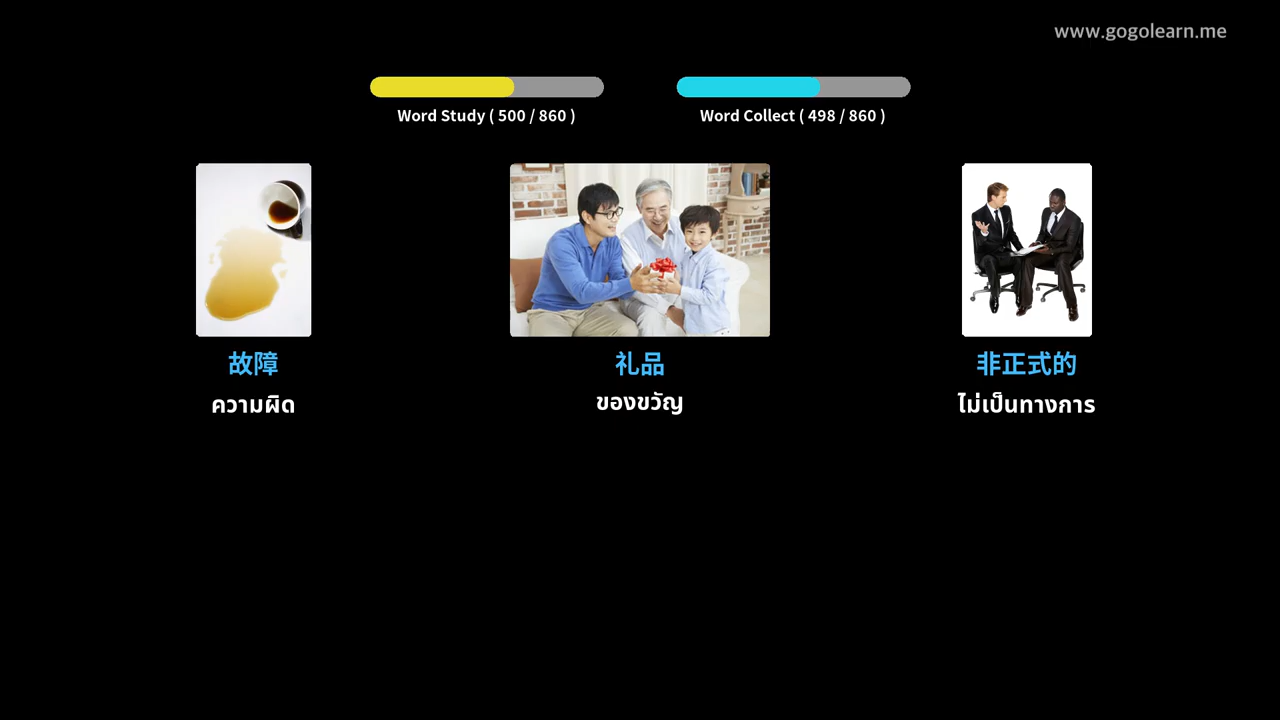 www.gogolearn.me
Word Study ( 500 / 860 )
Word Collect ( 498 / 860 )
故障
礼品
非正式的
ความผิด
ของขวัญ
ไม่เป็นทางการ